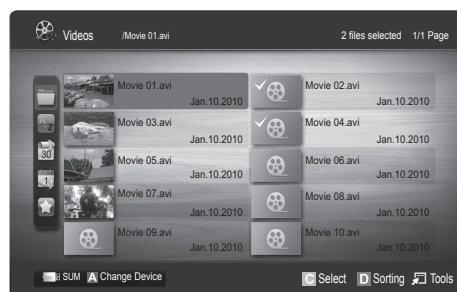 Videos /Movie 01.avi 2 files selected 1/1 Page
Movie 01.avi Movie 02.avi
Jan.10.2010 Jan.10.2010
Movie 03.avi Movie 04.avi
Jan.10.2010 Jan.10.2010
Movie 05.avi Movie 06.avi
Jan.10.2010 Jan.10.2010
Movie 07.avi Movie 08.avi
Jan.10.2010 Jan.10.2010
Movie 09.avi Movie 10.avi
Jan.10.2010 Jan.10.2010
30
1
SUM A Change Device C Select D Sorting Tools